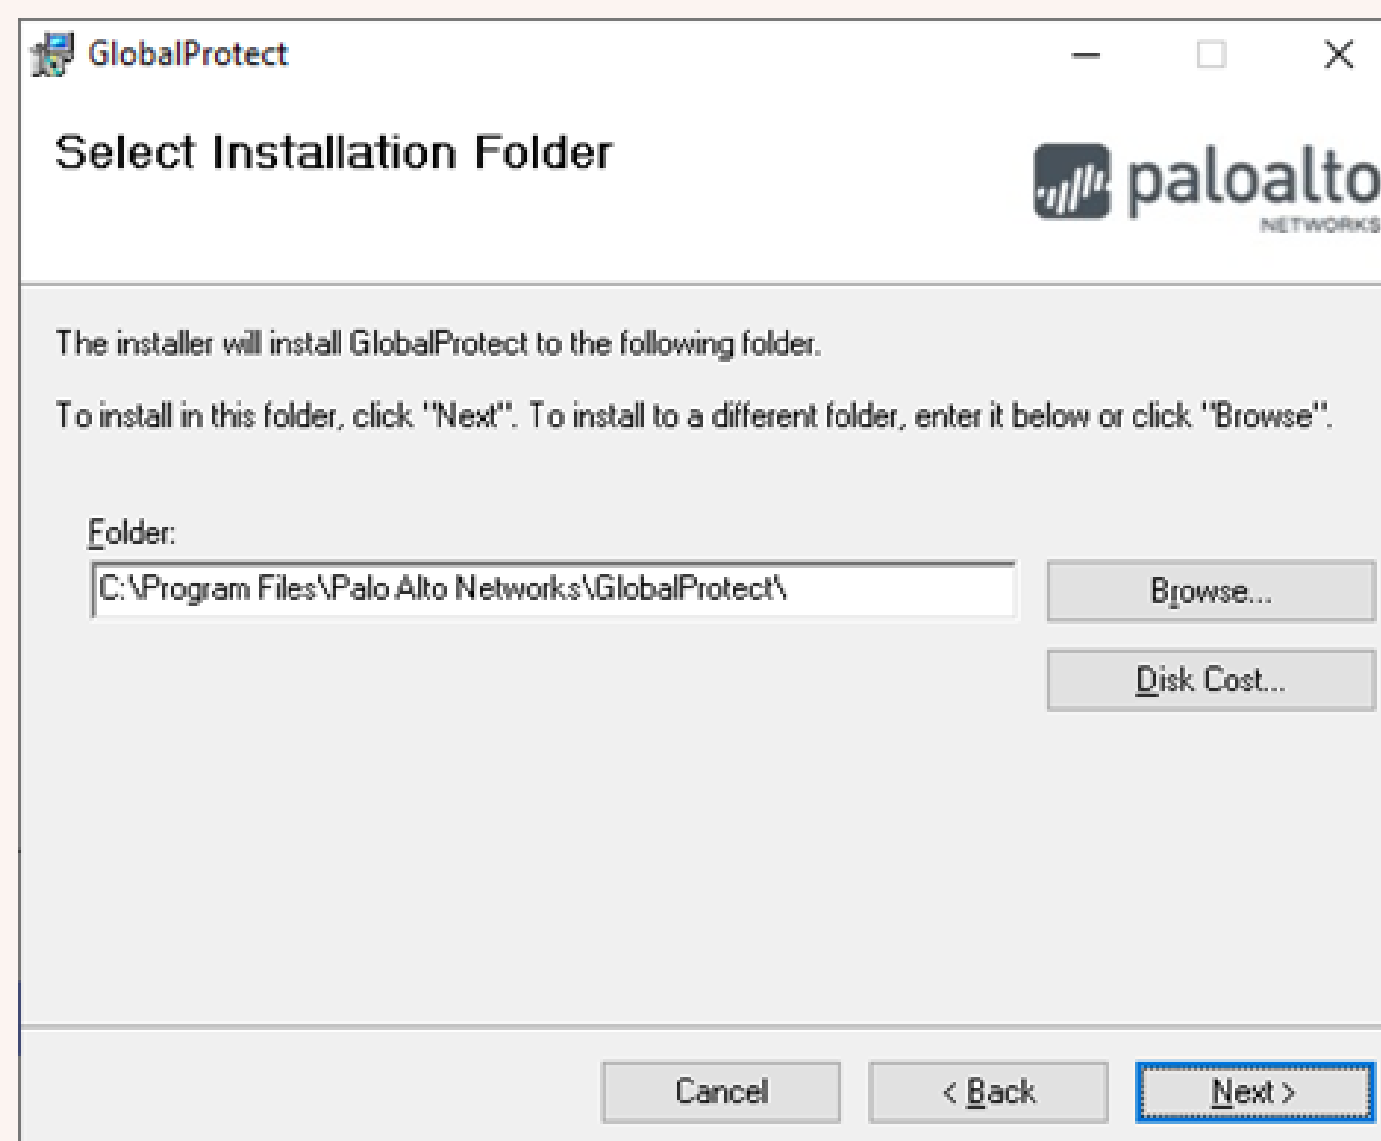 GlobalProtect
Select Installation Folder
paloalto
NETWORKS
The installer will install GlobalProtect to the following folder.
To install in this folder, click "Next". To install to a different folder, enter it below or click "Browse".
Folder:
C:\Program Files\Palo Alto Networks\GlobalProtect\
Browse...
Disk Cost...
Cancel
< Back
Next >